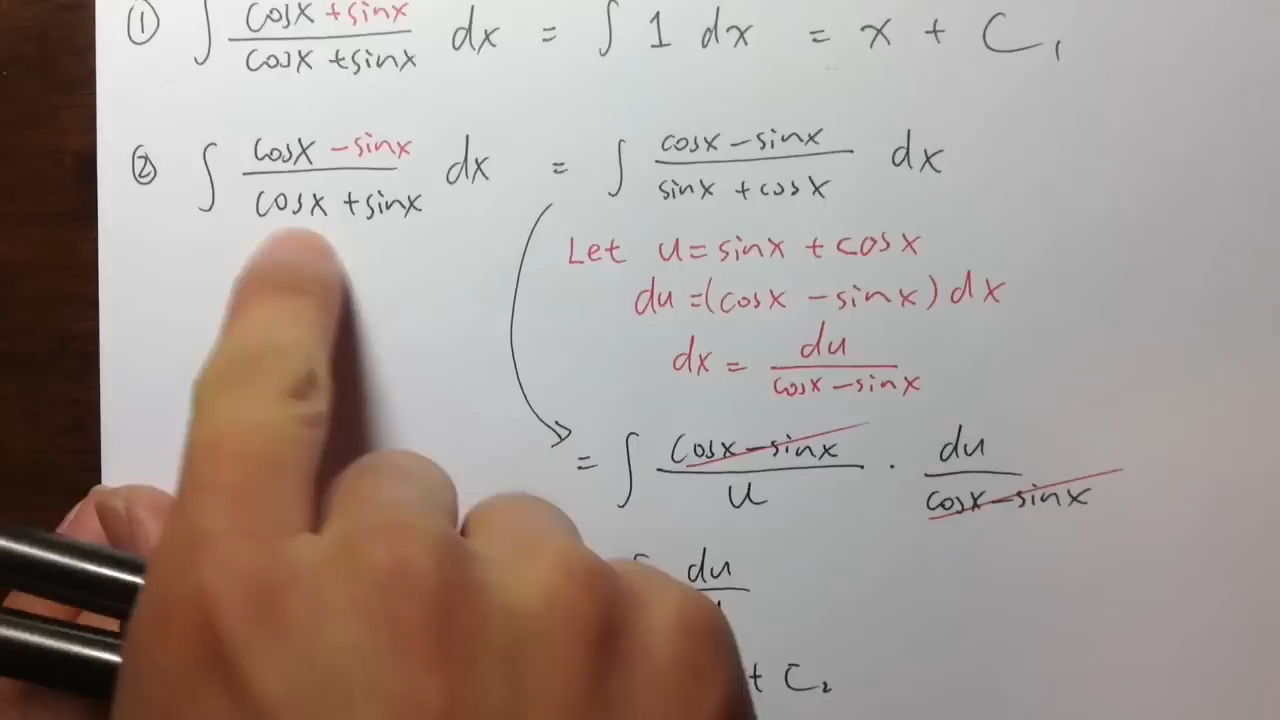 ① ∫ cosx + sinx / cosx + sinx dx = ∫ 1 dx = x + C₁
② ∫ cosx - sinx / cosx + sinx dx = ∫ cosx - sinx / sinx + cosx dx
Let u = sinx + cosx
du = (cosx - sinx) dx
dx = du / cosx - sinx
= ∫ cosx - sinx / u · du / cosx - sinx
du
+ C₂